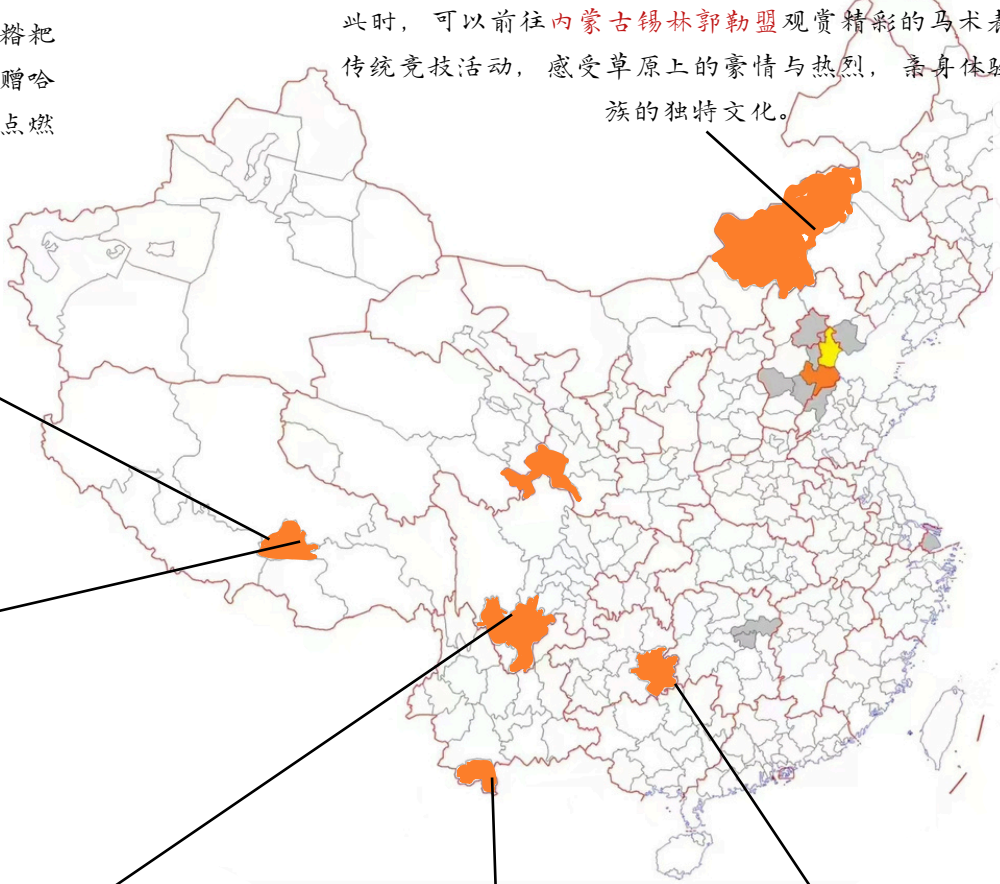 糌粑
赠哈
点燃
此时，可以前往内蒙古锡林郭勒盟观赏精彩的马术表
传统竞技活动，感受草原上的豪情与热烈，亲身体验
族的独特文化。